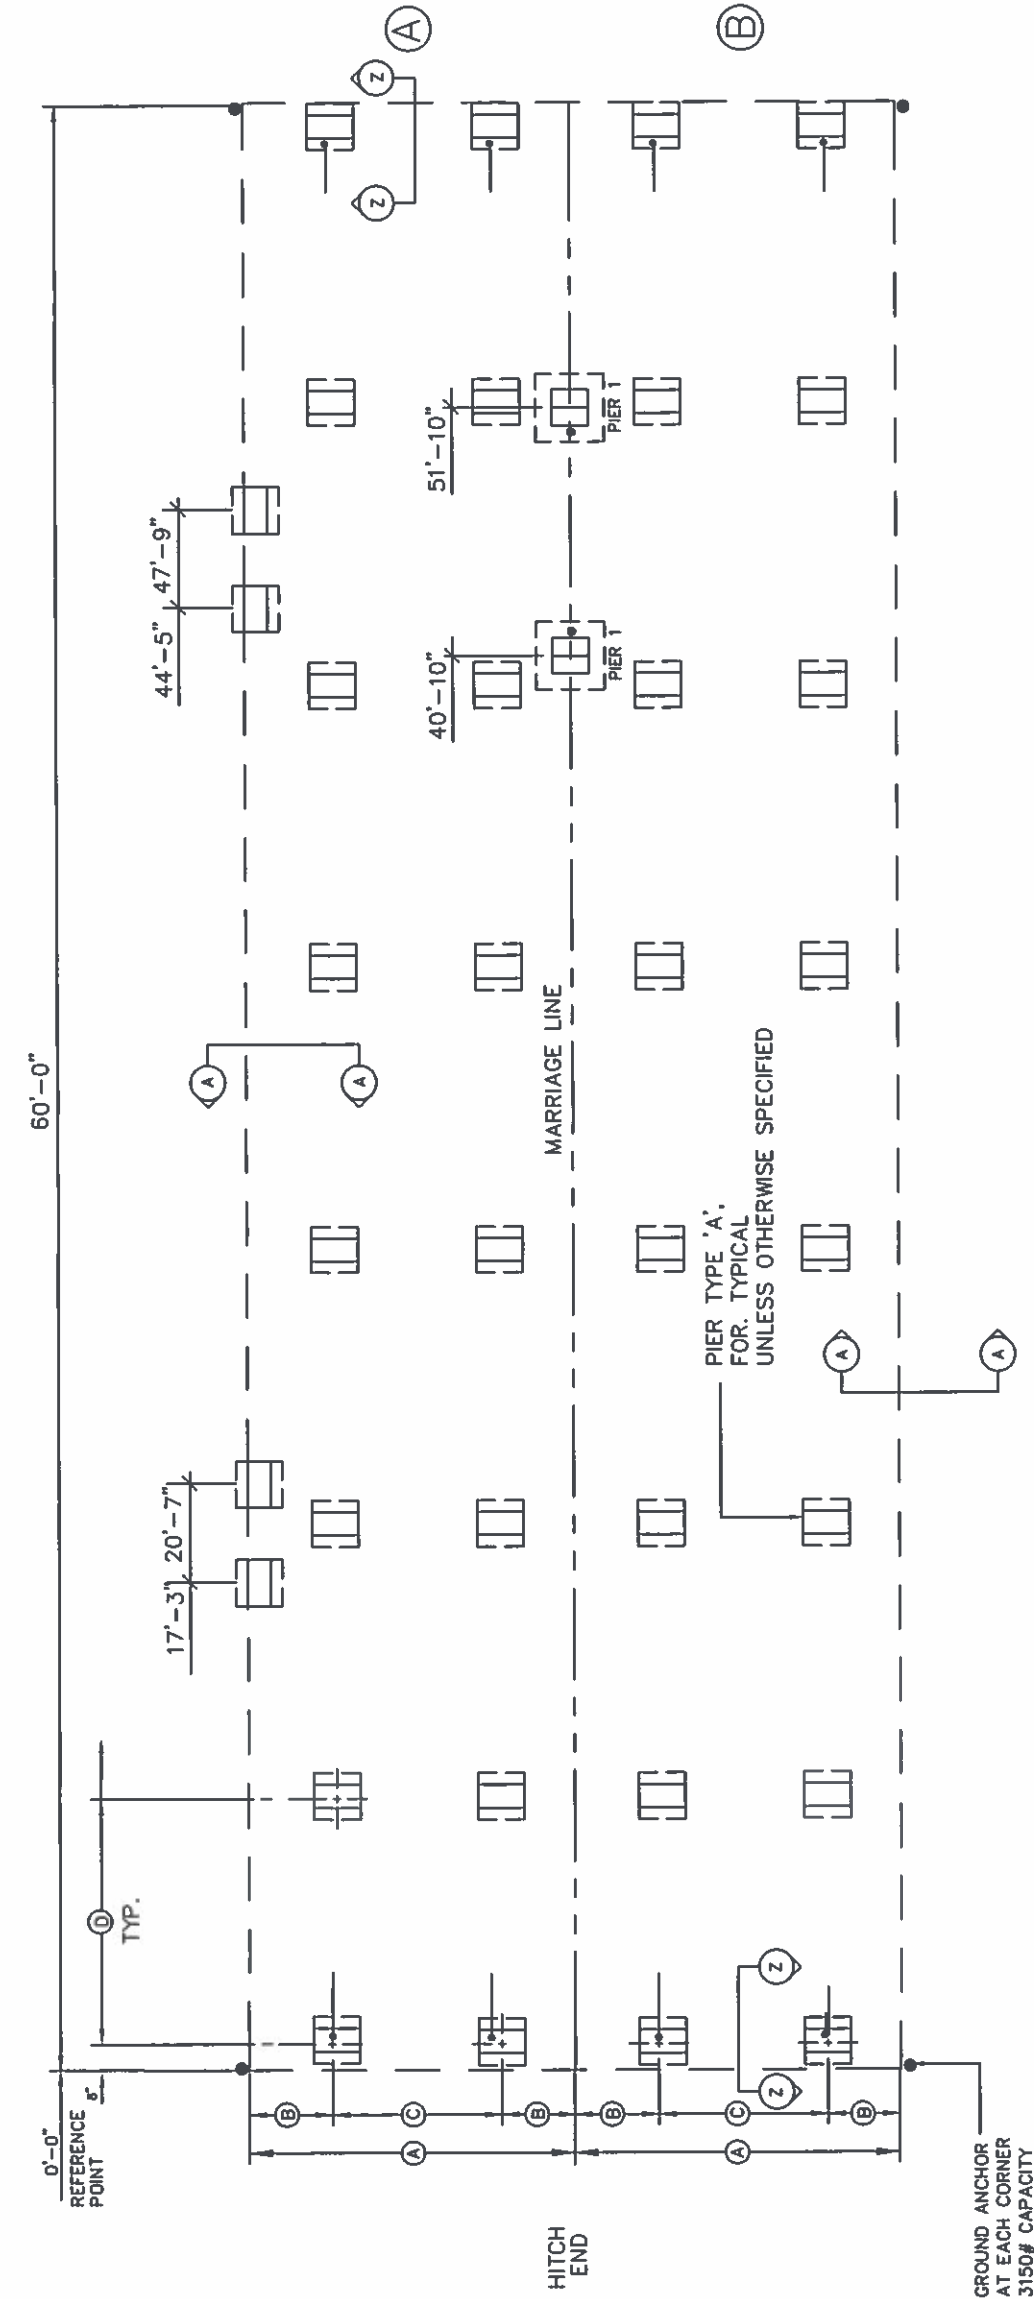 60'-0"
0'-0"
REFERENCE
POINT
8"
D
TYP.
17'-3"
20'-7"
44'-5"
47'-9"
A
A
Z
Z
A
B
40'-10"
51'-10"
PIER 1
PIER 1
MARRIAGE LINE
PIER TYPE 'A',
FOR. TYPICAL
UNLESS OTHERWISE SPECIFIED
A
A
Z
Z
B
C
B
B
C
B
A
A
HITCH
END
GROUND ANCHOR
AT EACH CORNER
3150# CAPACITY